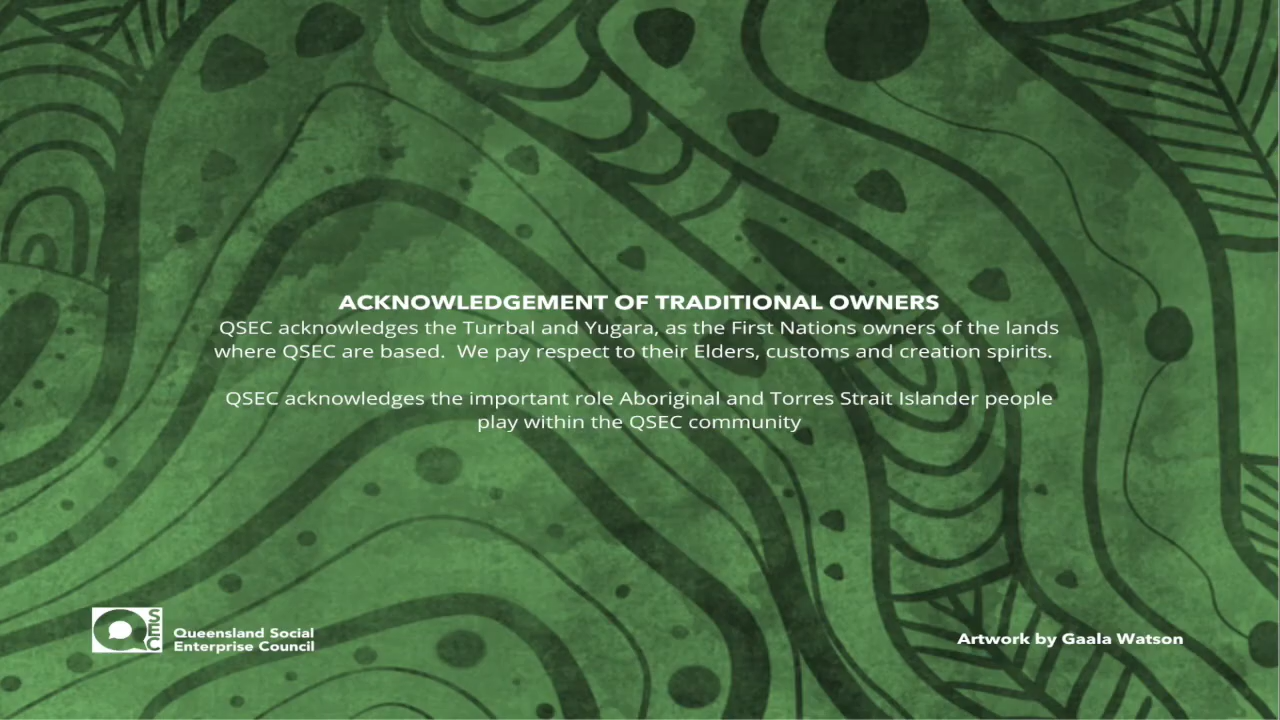 ACKNOWLEDGEMENT OF TRADITIONAL OWNERS
QSEC acknowledges the Turrbal and Yugara, as the First Nations owners of the lands
where QSEC are based.  We pay respect to their Elders, customs and creation spirits.
QSEC acknowledges the important role Aboriginal and Torres Strait Islander people
play within the QSEC community
SEC
Queensland Social
Enterprise Council
Artwork by Gaala Watson